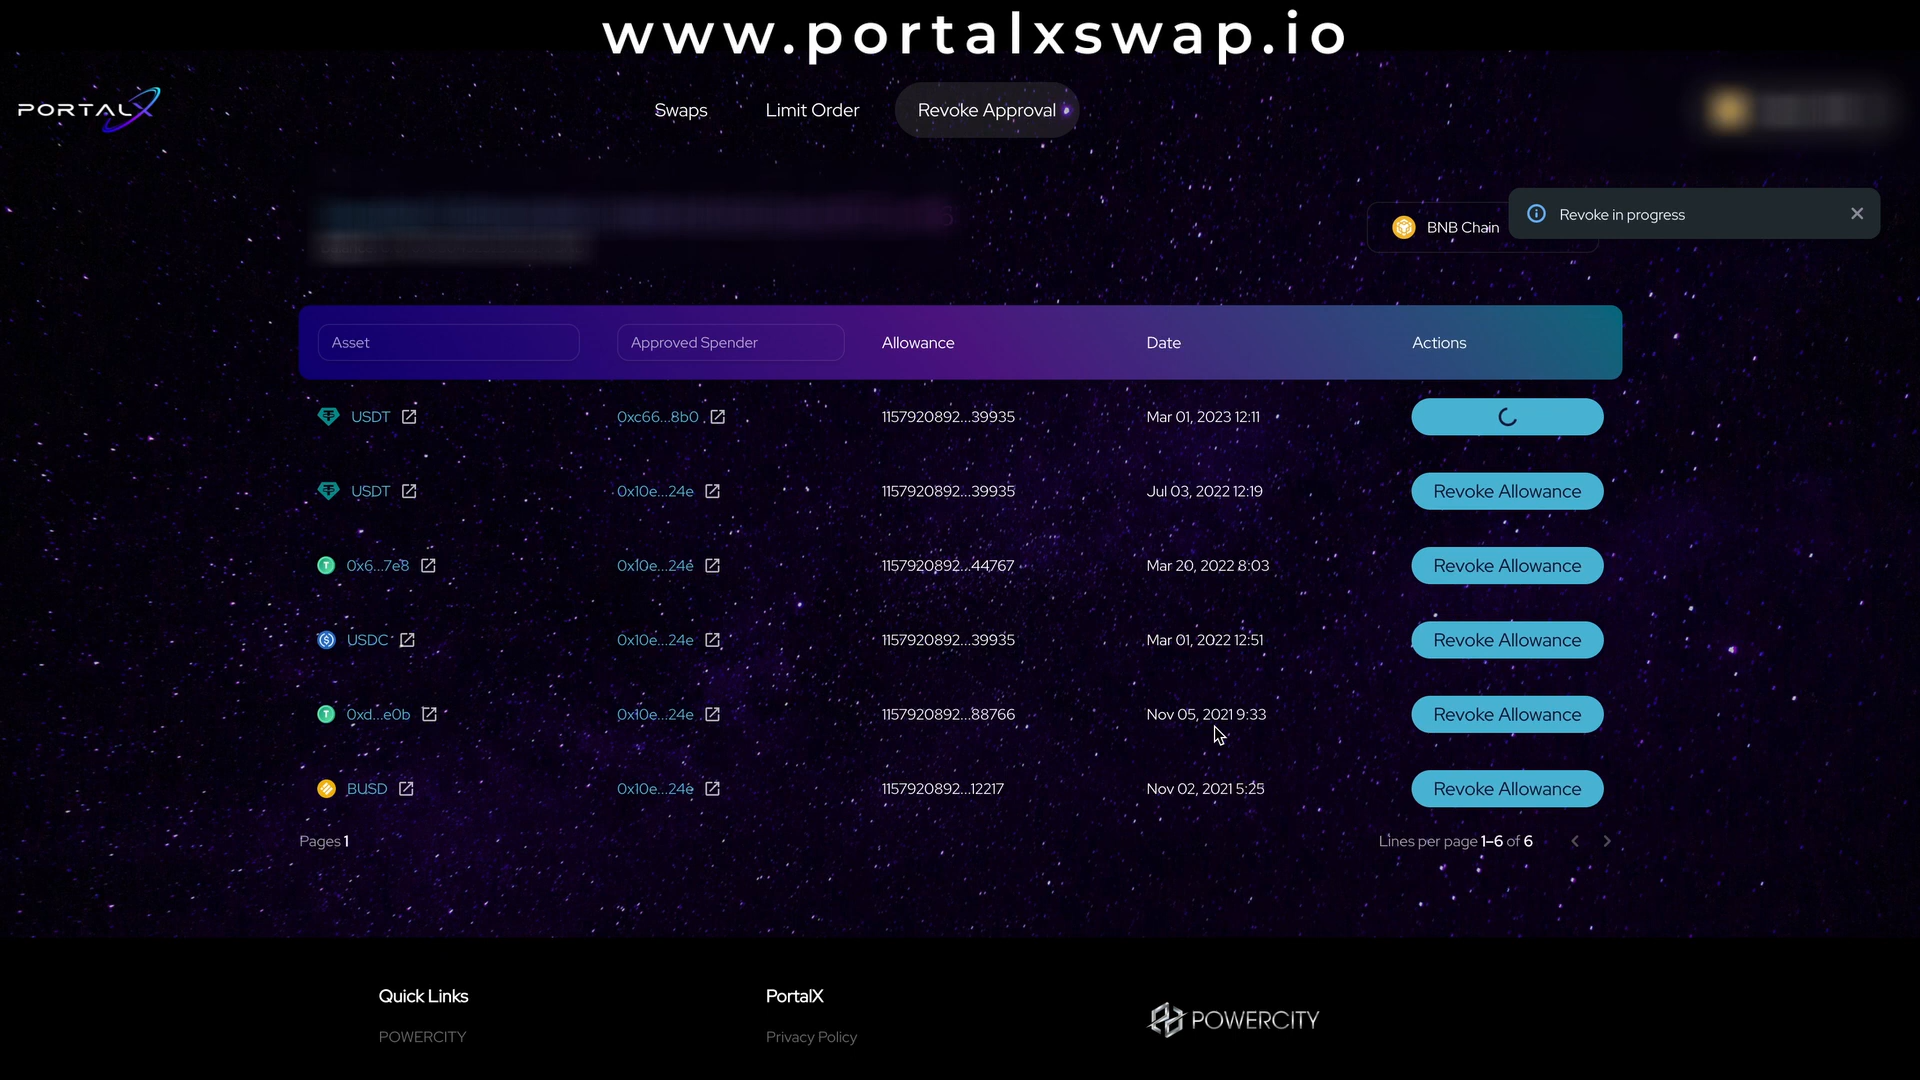 www.portalxswap.io
PORTALX
Swaps
Limit Order
Revoke Approval
BNB Chain
Revoke in progress
Asset
Approved Spender
Allowance
Date
Actions
USDT
0xc66...8b0
1157920892...39935
Mar 01, 2023 12:11
USDT
0x10e...24e
1157920892...39935
Jul 03, 2022 12:19
Revoke Allowance
0x6...7e8
0x10e...24e
1157920892...44767
Mar 20, 2022 8:03
Revoke Allowance
USDC
0x10e...24e
1157920892...39935
Mar 01, 2022 12:51
Revoke Allowance
0xd...e0b
0x10e...24e
1157920892...88766
Nov 05, 2021 9:33
Revoke Allowance
BUSD
0x10e...24e
1157920892...12217
Nov 02, 2021 5:25
Revoke Allowance
Pages 1
Lines per page 1–6 of 6
Quick Links
PortalX
POWERCITY
POWERCITY
Privacy Policy